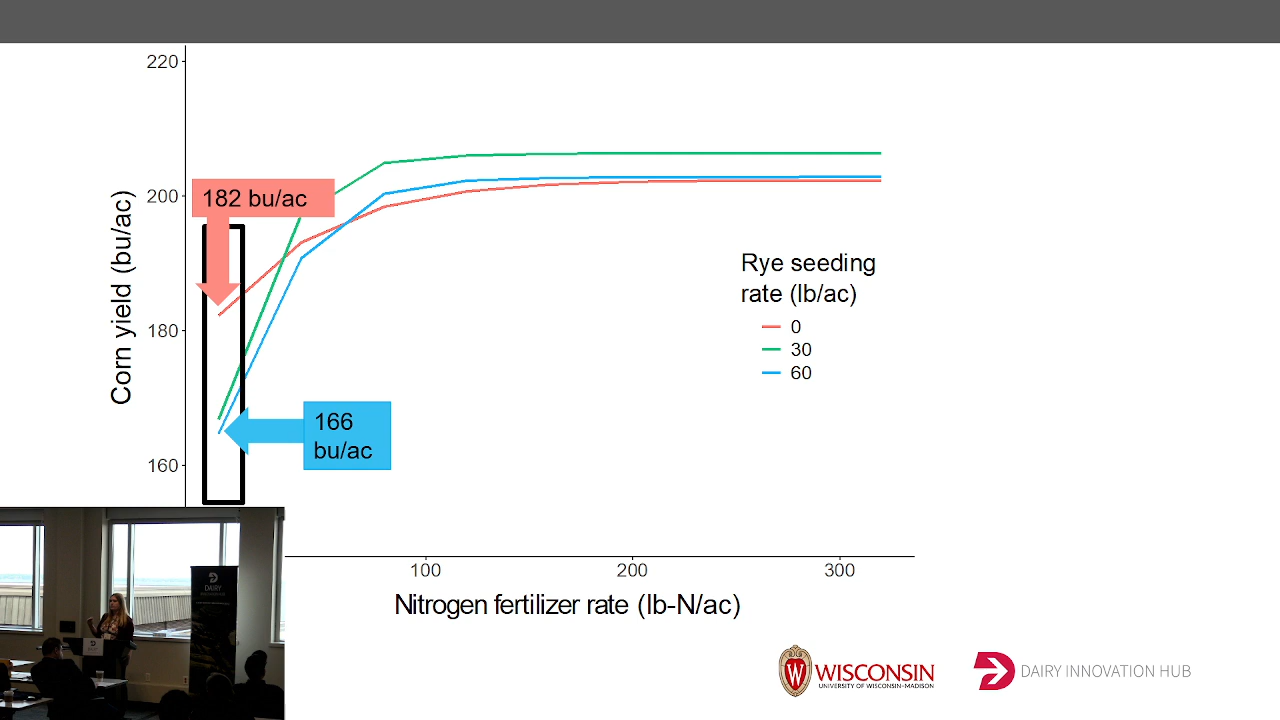 220
200
180
160
Corn yield (bu/ac)
182 bu/ac
166
bu/ac
Rye seeding
rate (lb/ac)
0
30
60
100
200
300
Nitrogen fertilizer rate (lb-N/ac)
DAIRY
WISCONSIN
UNIVERSITY OF WISCONSIN-MADISON
DAIRY INNOVATION HUB